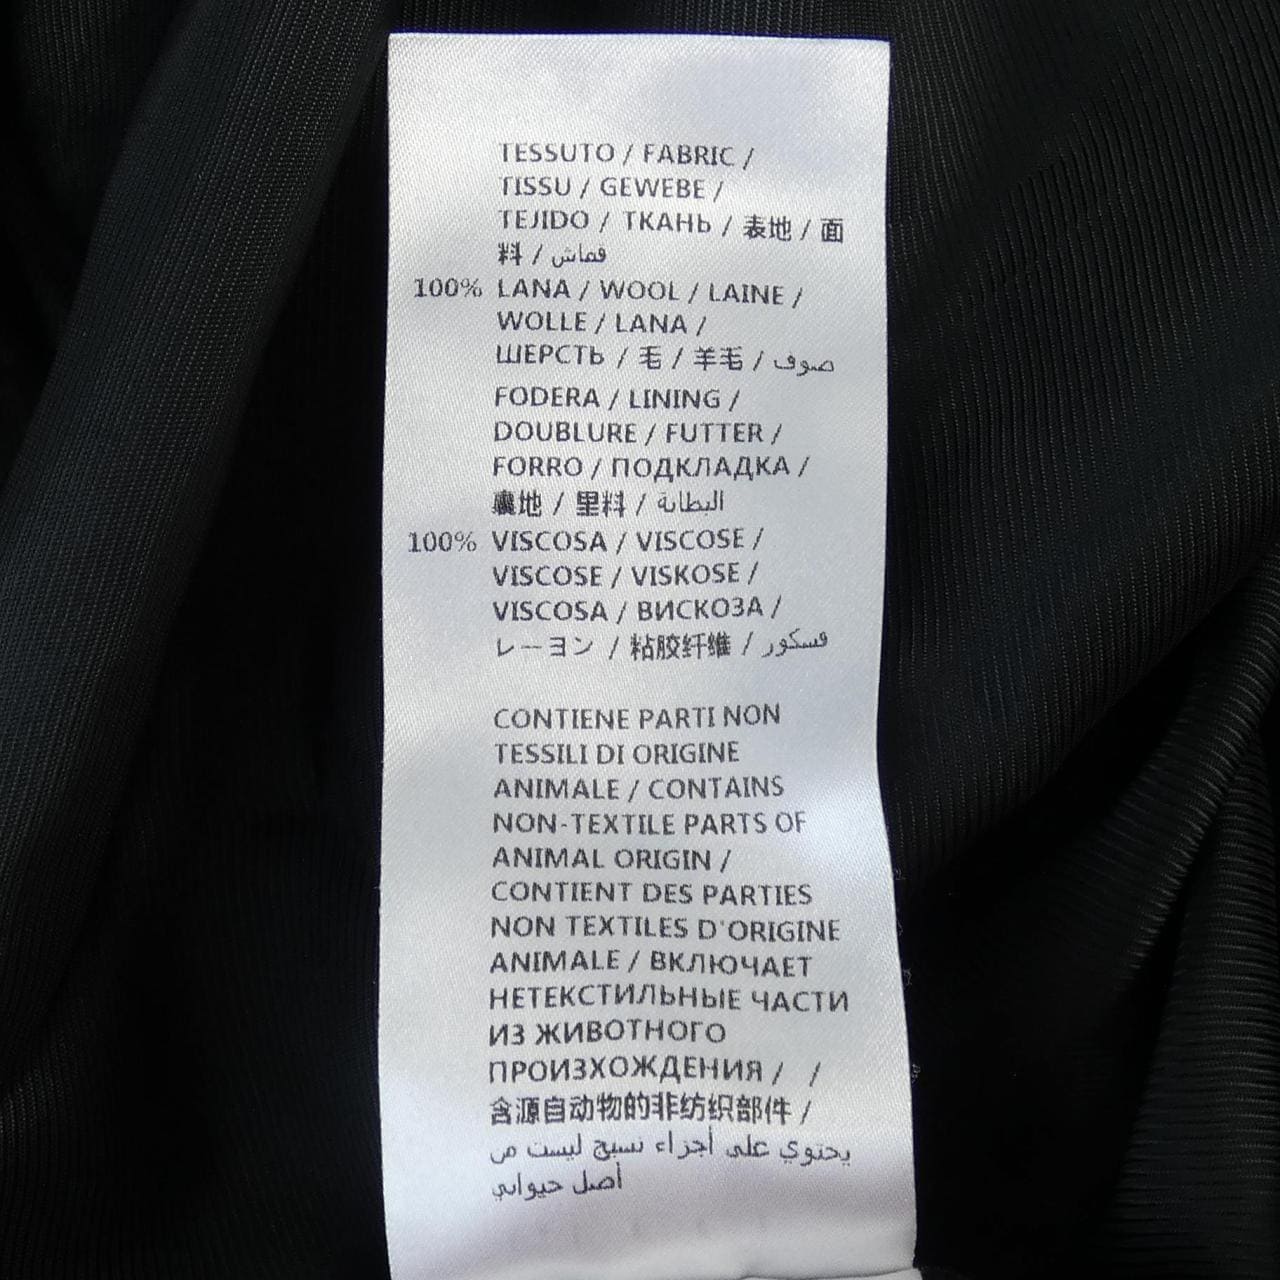 TESSUTO / FABRIC /
TISSU / GEWEBE /
TEJIDO / ТКАНЬ / 表地 / 面
料 / قماش
100% LANA / WOOL / LAINE /
WOLLE / LANA /
ШЕРСТЬ / 毛 / 羊毛 / صوف
FODERA / LINING /
DOUBLURE / FUTTER /
FORRO / ПОДКЛАДКА /
裏地 / 里料 / البطانة
100% VISCOSA / VISCOSE /
VISCOSE / VISKOSE /
VISCOSA / ВИСКОЗА /
レーヨン / 粘胶纤维 / فسكور
CONTIENE PARTI NON
TESSILI DI ORIGINE
ANIMALE / CONTAINS
NON-TEXTILE PARTS OF
ANIMAL ORIGIN /
CONTIENT DES PARTIES
NON TEXTILES D'ORIGINE
ANIMALE / ВКЛЮЧАЕТ
НЕТЕКСТИЛЬНЫЕ ЧАСТИ
ИЗ ЖИВОТНОГО
ПРОИЗХОЖДЕНИЯ / /
含源自动物的非纺织部件 /
يحتوي على أجزاء نسيج ليست من
أصل حيواني